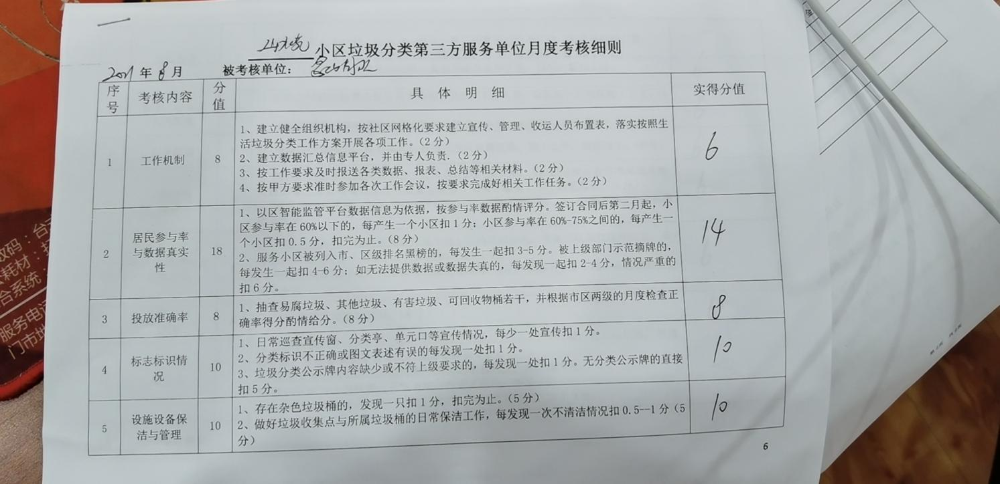 小区垃圾分类第三方服务单位月度考核细则
2021年8月 被考核单位：
序号 考核内容 分值 具体明细 实得分值
1 工作机制 8
1、建立健全组织机构，按社区网格化要求建立宣传、管理、收运人员布置表，落实按照生
活垃圾分类工作方案开展各项工作。（2分）
2、建立数据汇总信息平台，并由专人负责.（2分）
3、按工作要求及时报送各类数据、报表、总结等相关材料。（2分）
4、按甲方要求准时参加各次工作会议，按要求完成好相关工作任务。（2分）
6
2 居民参与率与数据真实性 18
1、以区智能监管平台数据信息为依据，按参与率数据酌情评分。签订合同后第二月起，小
区参与率在60%以下的，每产生一个小区扣1分；小区参与率在60%-75%之间的，每产生一
个小区扣0.5分，扣完为止。（8分）
2、服务小区被列入市、区级排名黑榜的，每发生一起扣3-5分。被上级部门示范摘牌的，
每发生一起扣4-6分；如无法提供数据或数据失真的，每发现一起扣2-4分，情况严重的
扣6分。
14
3 投放准确率 8
1、抽查易腐垃圾、其他垃圾、有害垃圾、可回收物桶若干，并根据市区两级的月度检查正
确率得分酌情给分。（8分）
8
4 标志标识情况 10
1、日常巡查宣传窗、分类亭、单元口等宣传情况，每少一处宣传扣1分。
2、分类标识不正确或图文表述有误的每发现一处扣1分。
3、垃圾分类公示牌内容缺少或不符上级要求的，每发现一处扣1分。无分类公示牌的直接
扣5分。
10
5 设施设备保洁与管理 10
1、存在杂色垃圾桶的，发现一只扣1分，扣完为止。（5分）
2、做好垃圾收集点与所属垃圾桶的日常保洁工作，每发现一次不清洁情况扣0.5--1分（5
分）
10
6
数码：台
耗材：
合系统：
服务电话
门市地